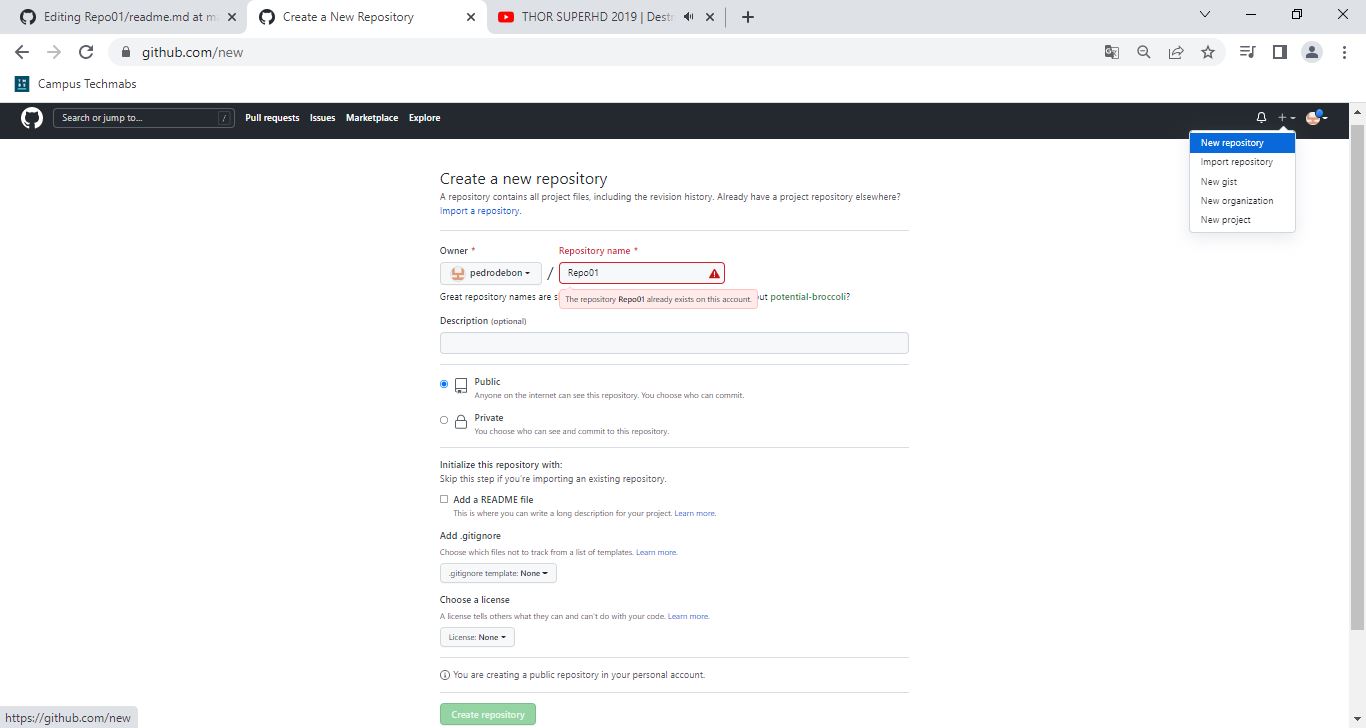 Editing Repo01/readme.md at ma
Create a New Repository
THOR SUPERHD 2019 | Destr
github.com/new
Campus Techmabs
Search or jump to...
/
Pull requests
Issues
Marketplace
Explore
New repository
Import repository
New gist
New organization
New project
Create a new repository
A repository contains all project files, including the revision history. Already have a project repository elsewhere?
Import a repository.
Owner *
Repository name *
pedrodebon
/
Repo01
Great repository names are s
The repository Repo01 already exists on this account.
out potential-broccoli?
Description (optional)
Public
Anyone on the internet can see this repository. You choose who can commit.
Private
You choose who can see and commit to this repository.
Initialize this repository with:
Skip this step if you're importing an existing repository.
Add a README file
This is where you can write a long description for your project. Learn more.
Add .gitignore
Choose which files not to track from a list of templates. Learn more.
.gitignore template: None
Choose a license
A license tells others what they can and can't do with your code. Learn more.
License: None
You are creating a public repository in your personal account.
Create repository
https://github.com/new